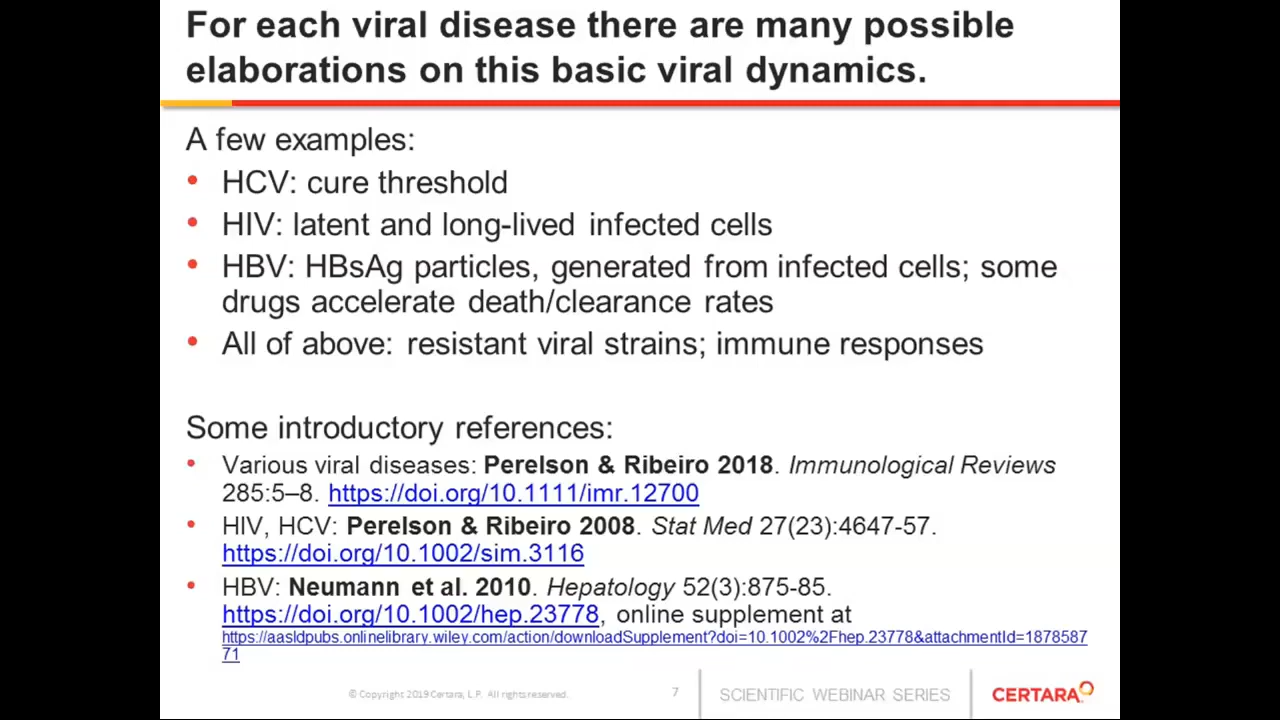 For each viral disease there are many possible
elaborations on this basic viral dynamics.
A few examples:
• HCV: cure threshold
• HIV: latent and long-lived infected cells
• HBV: HBsAg particles, generated from infected cells; some
drugs accelerate death/clearance rates
• All of above: resistant viral strains; immune responses
Some introductory references:
• Various viral diseases: Perelson & Ribeiro 2018. Immunological Reviews
285:5–8. https://doi.org/10.1111/imr.12700
• HIV, HCV: Perelson & Ribeiro 2008. Stat Med 27(23):4647-57.
https://doi.org/10.1002/sim.3116
• HBV: Neumann et al. 2010. Hepatology 52(3):875-85.
https://doi.org/10.1002/hep.23778, online supplement at
https://aasldpubs.onlinelibrary.wiley.com/action/downloadSupplement?doi=10.1002%2Fhep.23778&attachmentId=1878587
71
© Copyright 2019 Certara, L.P. All rights reserved.
7
SCIENTIFIC WEBINAR SERIES
CERTARA